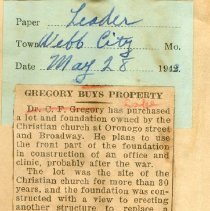 Paper Leader
Town Webb City Mo.
Date May 28 1943.
GREGORY BUYS PROPERTY
Dr. C. F. Gregory has purchased
a lot and foundation owned by the
Christian church at Oronogo street
and Broadway. He plans to use
the front part of the foundation
in construction of an office and
clinic, probably after the war.
The lot was the site of the
Christian church for more than 30
years, and the foundation was con-
structed with a view to erecting
another structure to replace a